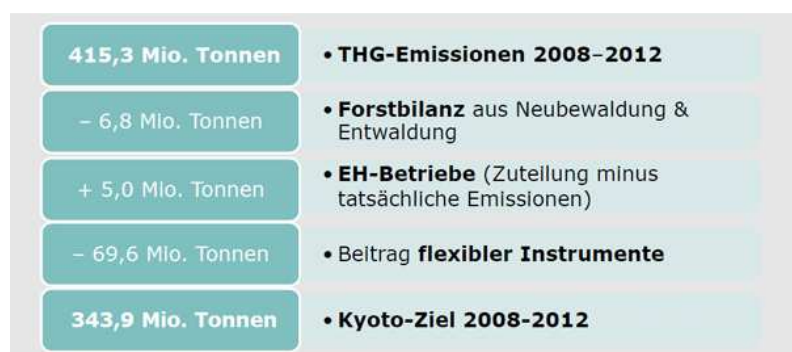 415,3 Mio. Tonnen
• THG-Emissionen 2008–2012
– 6,8 Mio. Tonnen
• Forstbilanz aus Neubewaldung &
Entwaldung
+ 5,0 Mio. Tonnen
• EH-Betriebe (Zuteilung minus
tatsächliche Emissionen)
– 69,6 Mio. Tonnen
• Beitrag flexibler Instrumente
343,9 Mio. Tonnen
• Kyoto-Ziel 2008-2012